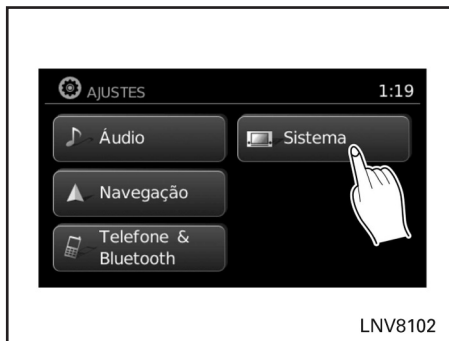 AJUSTES 1:19
Áudio
Sistema
Navegação
Telefone &
Bluetooth
LNV8102